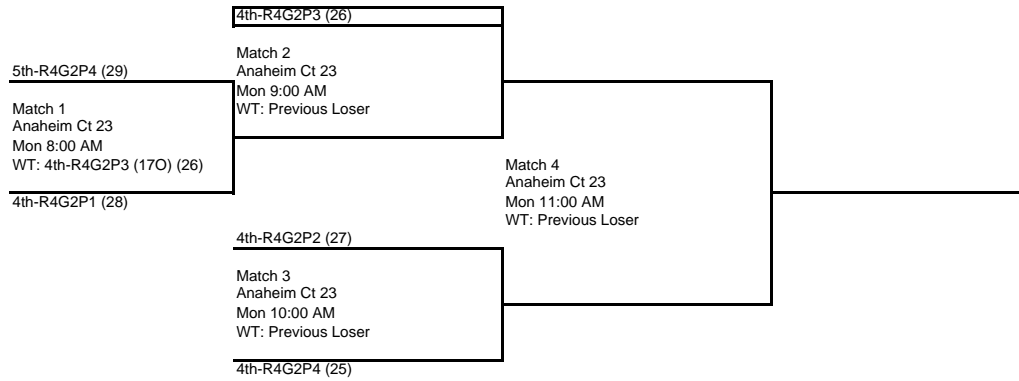 4th-R4G2P3 (26)
Match 2
Anaheim Ct 23
Mon 9:00 AM
WT: Previous Loser
5th-R4G2P4 (29)
Match 1
Anaheim Ct 23
Mon 8:00 AM
WT: 4th-R4G2P3 (17O) (26)
4th-R4G2P1 (28)
Match 4
Anaheim Ct 23
Mon 11:00 AM
WT: Previous Loser
4th-R4G2P2 (27)
Match 3
Anaheim Ct 23
Mon 10:00 AM
WT: Previous Loser
4th-R4G2P4 (25)